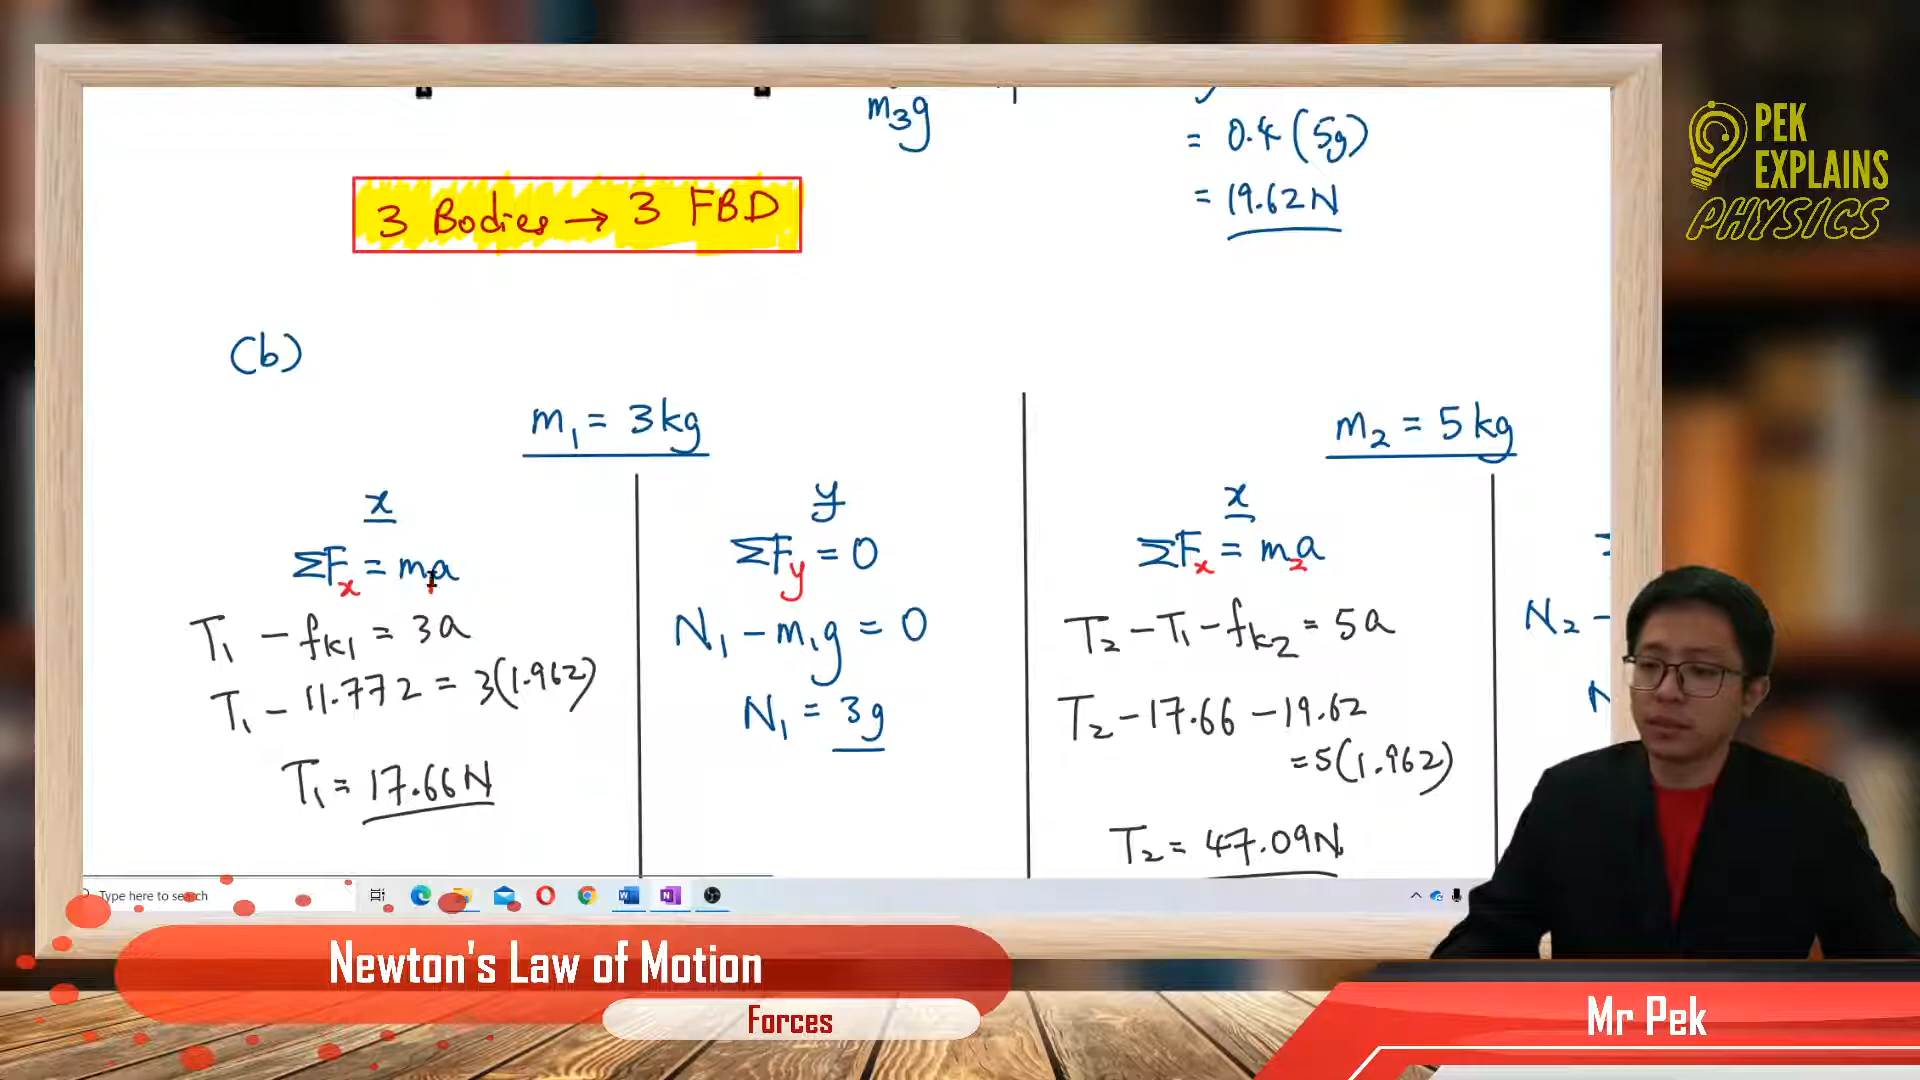 m₃g
= 0.4 (5g)
= 19.62N
3 Bodies → 3 FBD
(b)
m₁ = 3kg
x
ΣFx = m₁a
T₁ - fk₁ = 3a
T₁ - 11.772 = 3(1.962)
T₁ = 17.66N
y
ΣFy = 0
N₁ - m₁g = 0
N₁ = 3g
m₂ = 5kg
x
ΣFx = m₂a
T₂ - T₁ - fk₂ = 5a
T₂ - 17.66 - 19.62
= 5(1.962)
T₂ = 47.09N
N₂ -
Type here to search
PEK
EXPLAINS
PHYSICS
Newton's Law of Motion
Forces
Mr Pek